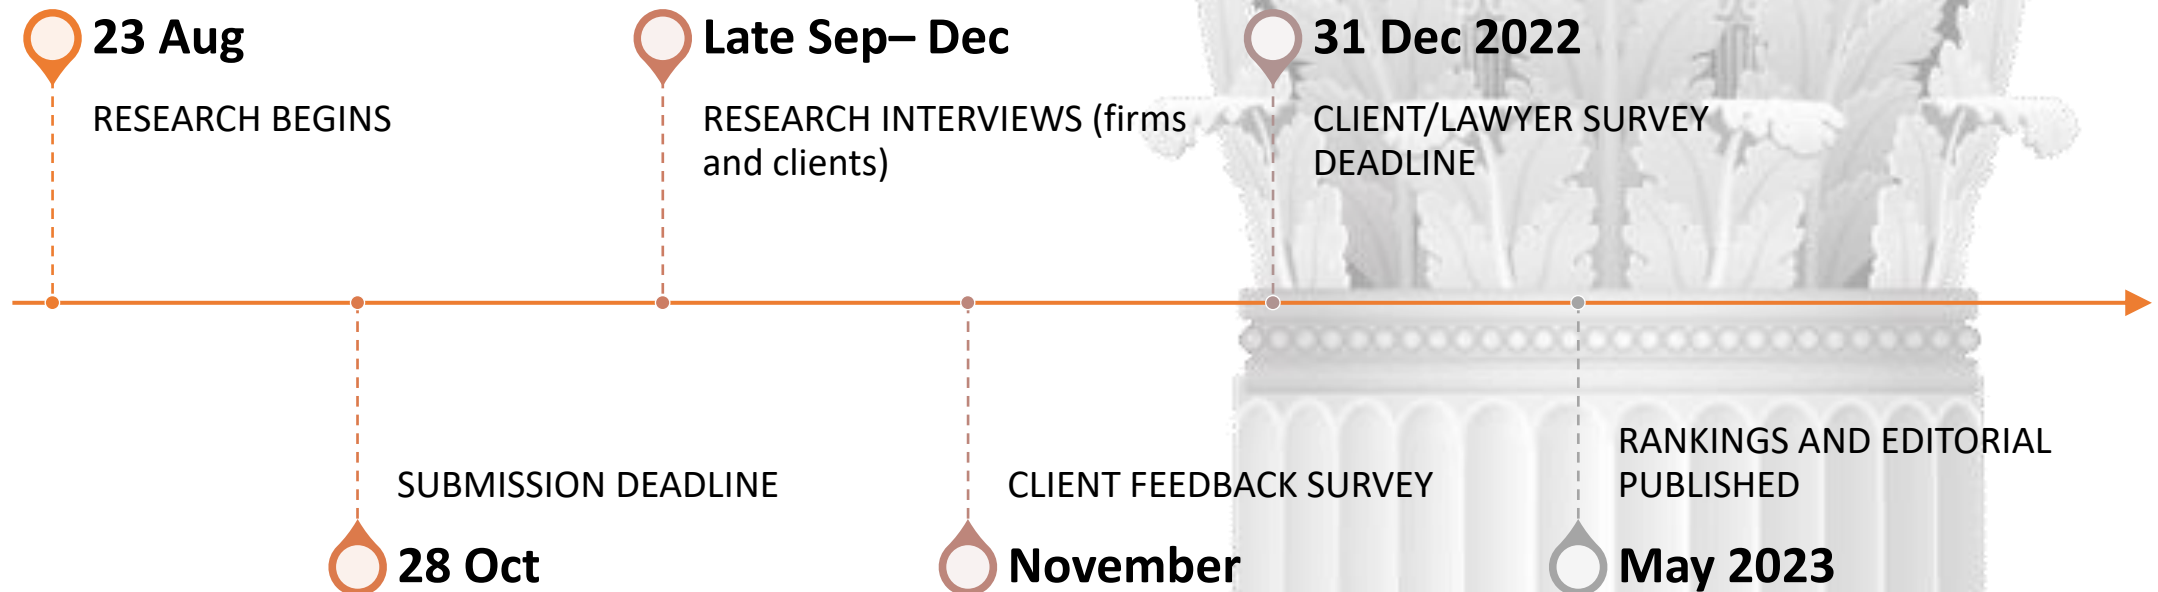 23 Aug
RESEARCH BEGINS
28 Oct
SUBMISSION DEADLINE
Late Sep– Dec
RESEARCH INTERVIEWS (firms
and clients)
November
CLIENT FEEDBACK SURVEY
31 Dec 2022
CLIENT/LAWYER SURVEY
DEADLINE
May 2023
RANKINGS AND EDITORIAL
PUBLISHED